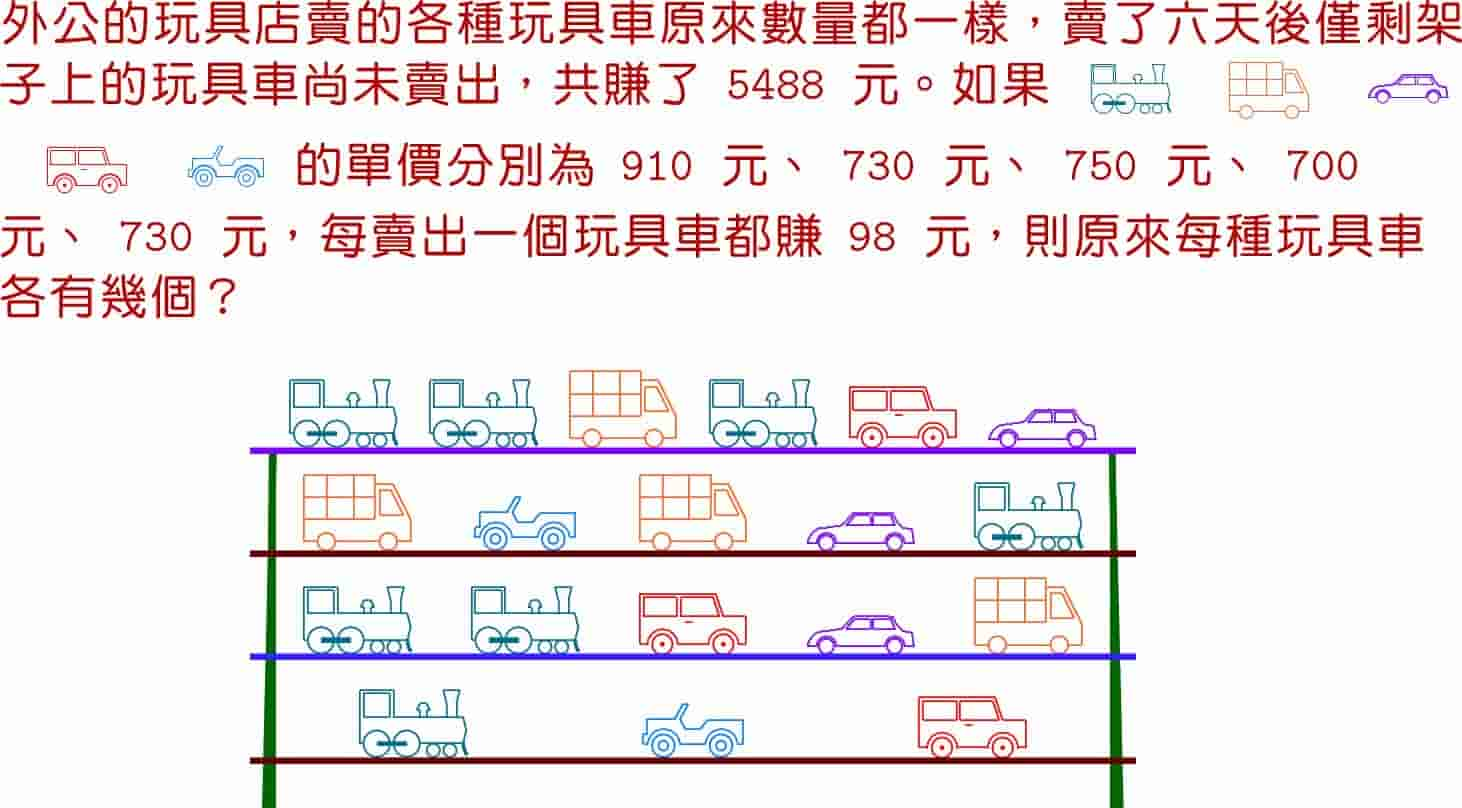 外公的玩具店賣的各種玩具車原來數量都一樣，賣了六天後僅剩架
子上的玩具車尚未賣出，共賺了 5488 元。如果
的單價分別為 910 元、 730 元、 750 元、 700
元、 730 元，每賣出一個玩具車都賺 98 元，則原來每種玩具車
各有幾個？